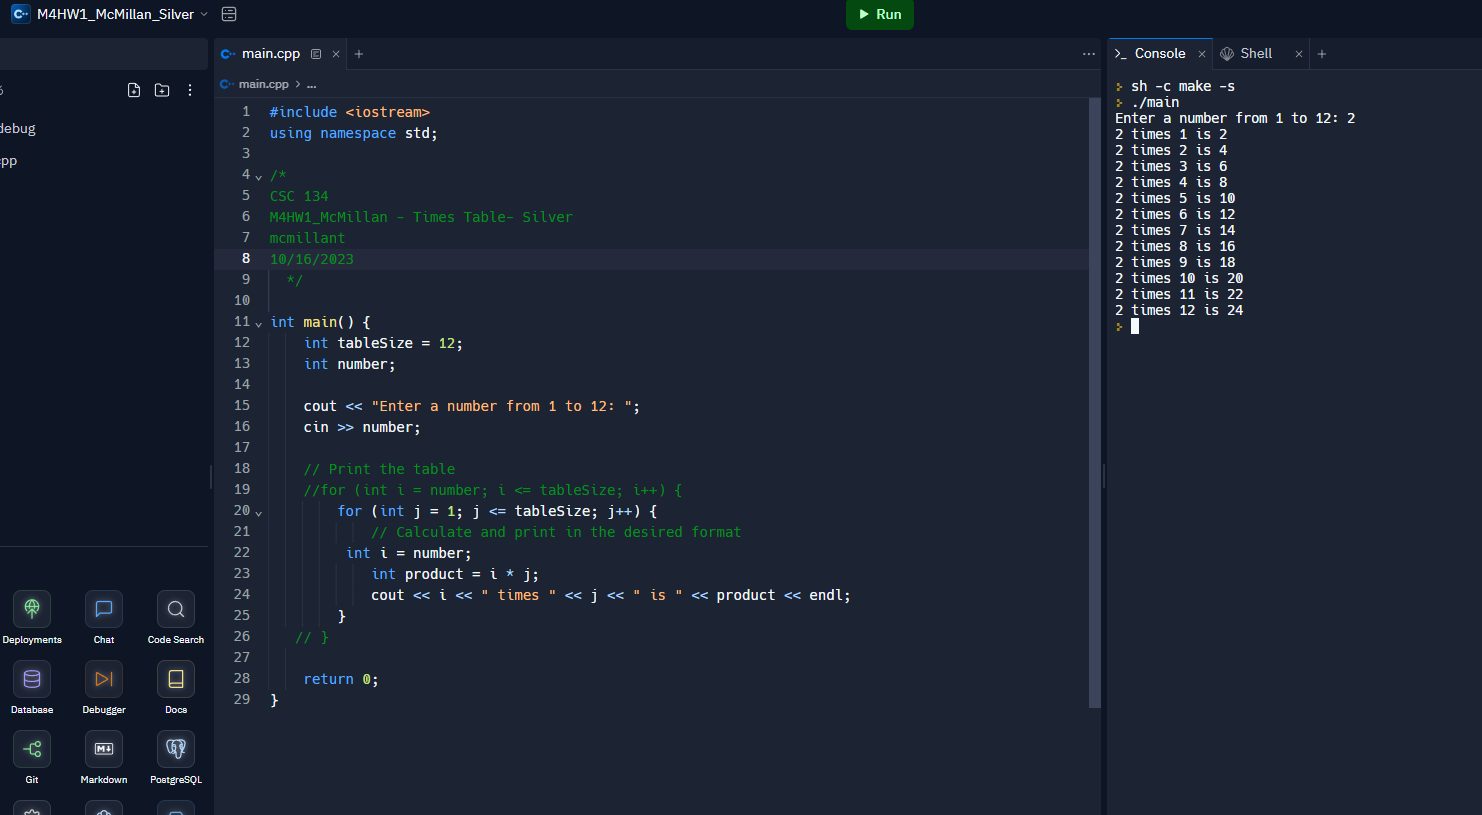 M4HW1_McMillan_Silver
Run
debug
cpp
Deployments
Chat
Code Search
Database
Debugger
Docs
Git
Markdown
PostgreSQL
main.cpp
main.cpp > ...
1 #include <iostream>
2 using namespace std;
3
4 /*
5 CSC 134
6 M4HW1_McMillan - Times Table- Silver
7 mcmillant
8 10/16/2023
9 */
10
11 int main() {
12 int tableSize = 12;
13 int number;
14
15 cout << "Enter a number from 1 to 12: ";
16 cin >> number;
17
18 // Print the table
19 //for (int i = number; i <= tableSize; i++) {
20 for (int j = 1; j <= tableSize; j++) {
21 // Calculate and print in the desired format
22 int i = number;
23 int product = i * j;
24 cout << i << " times " << j << " is " << product << endl;
25 }
26 // }
27
28 return 0;
29 }
Console
Shell
sh -c make -s
./main
Enter a number from 1 to 12: 2
2 times 1 is 2
2 times 2 is 4
2 times 3 is 6
2 times 4 is 8
2 times 5 is 10
2 times 6 is 12
2 times 7 is 14
2 times 8 is 16
2 times 9 is 18
2 times 10 is 20
2 times 11 is 22
2 times 12 is 24